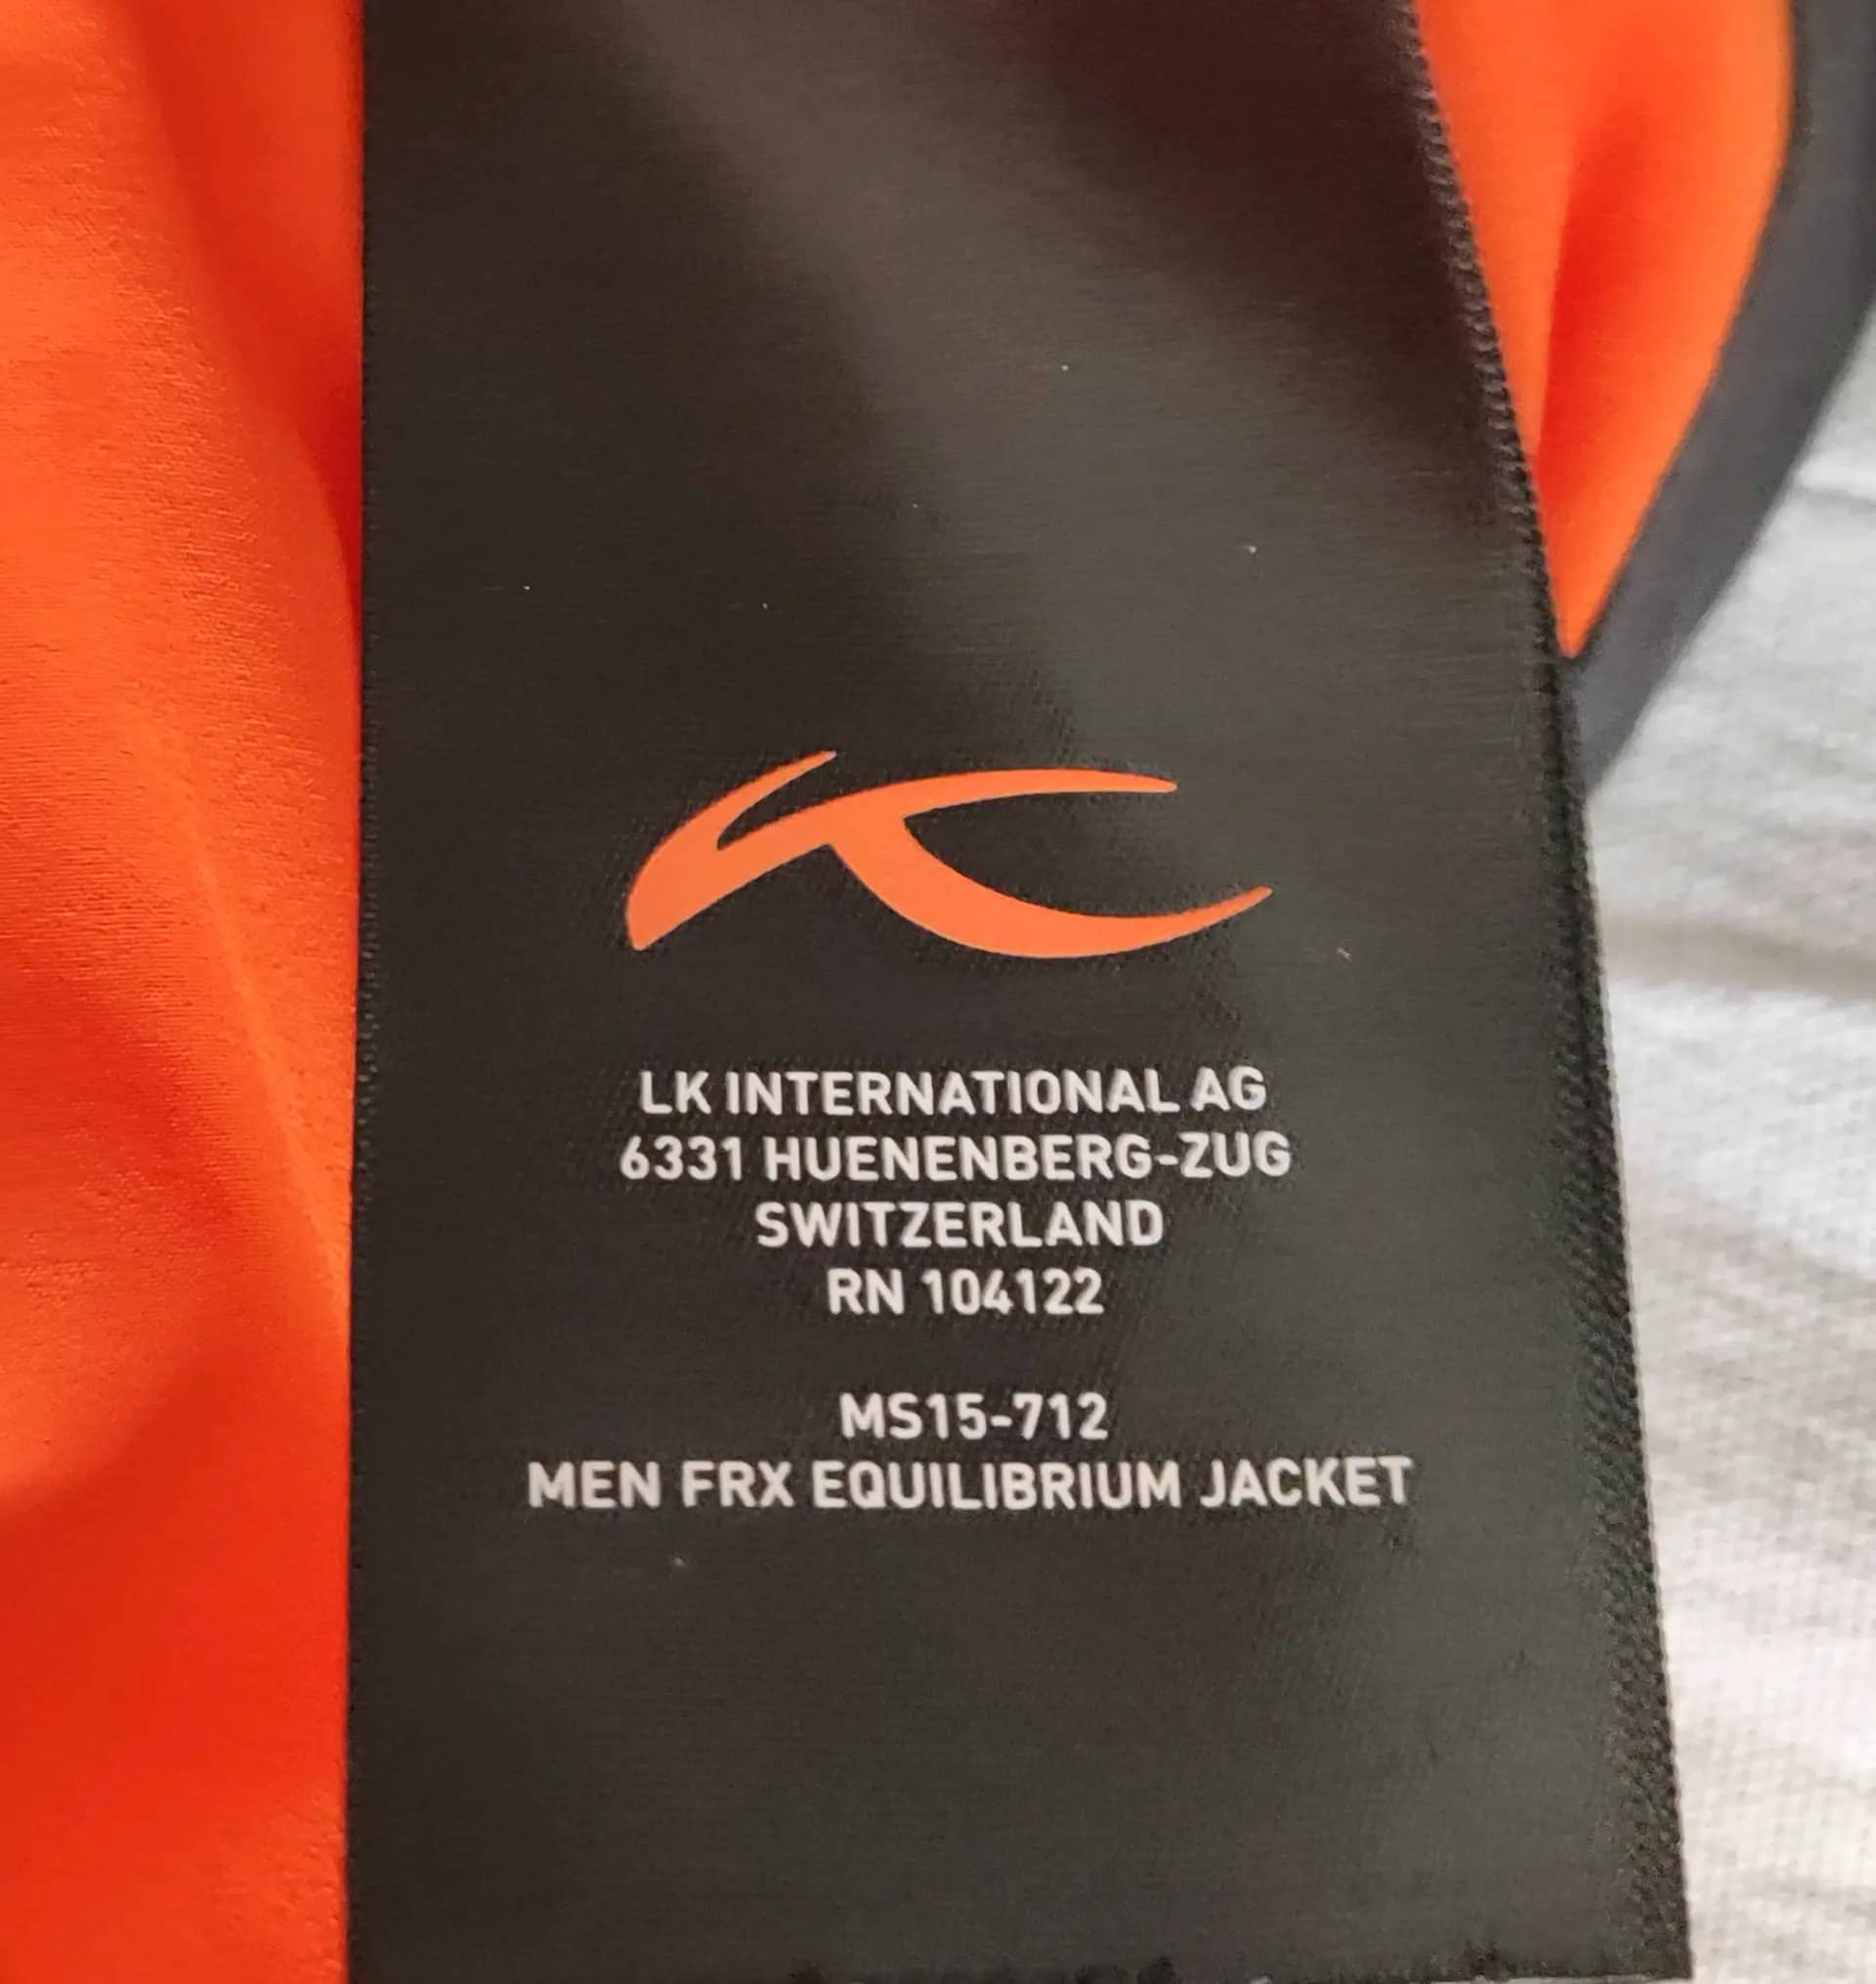 LK INTERNATIONAL AG
6331 HUENENBERG-ZUG
SWITZERLAND
RN 104122
MS15-712
MEN FRX EQUILIBRIUM JACKET